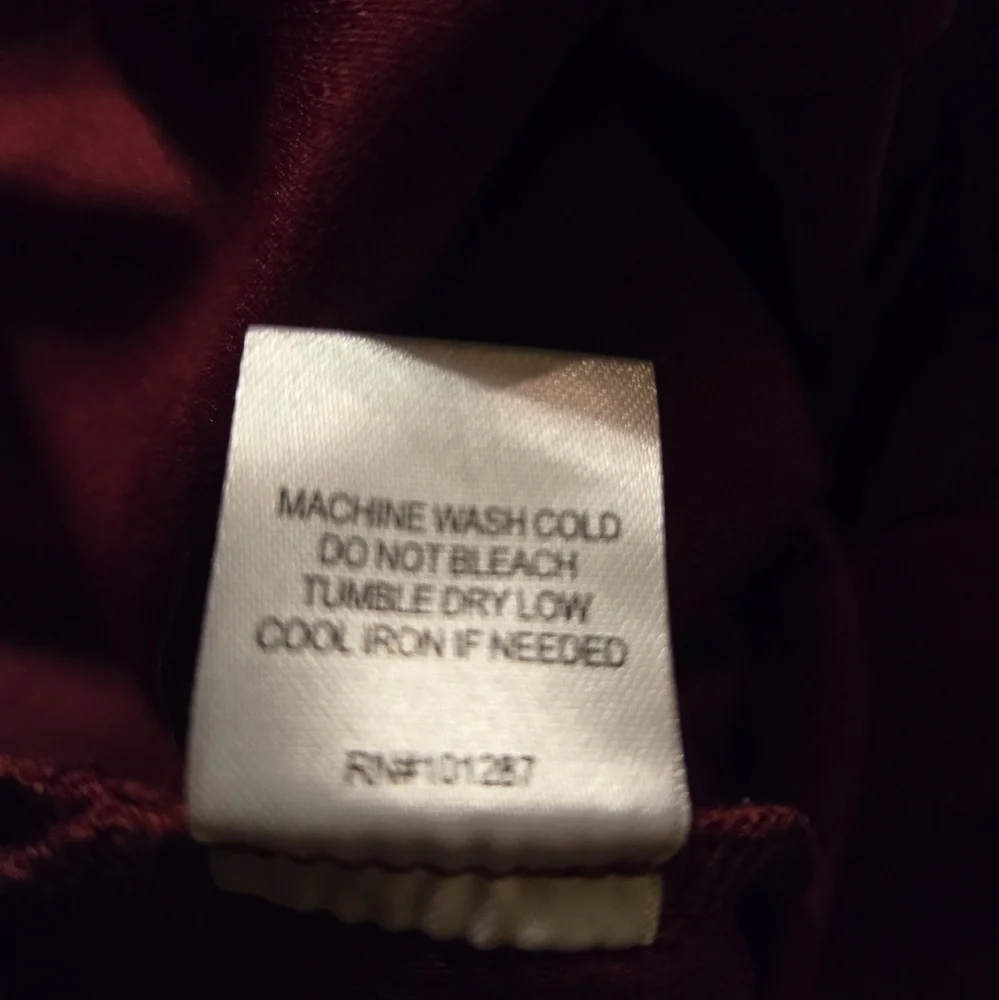 MACHINE WASH COLD
DO NOT BLEACH
TUMBLE DRY LOW
COOL IRON IF NEEDED
RN#101287